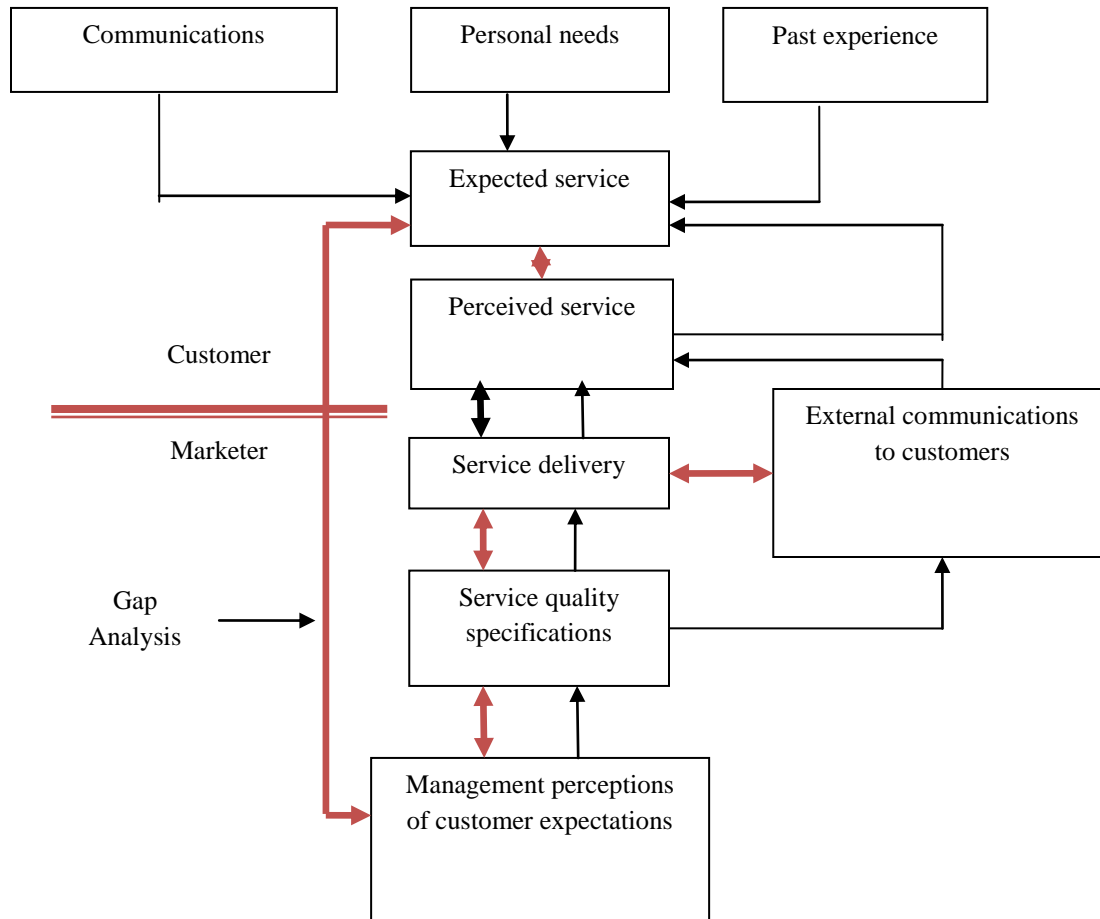 Communications
Personal needs
Past experience
Expected service
Perceived service
Customer
Marketer
External communications
to customers
Service delivery
Gap
Analysis
Service quality
specifications
Management perceptions
of customer expectations